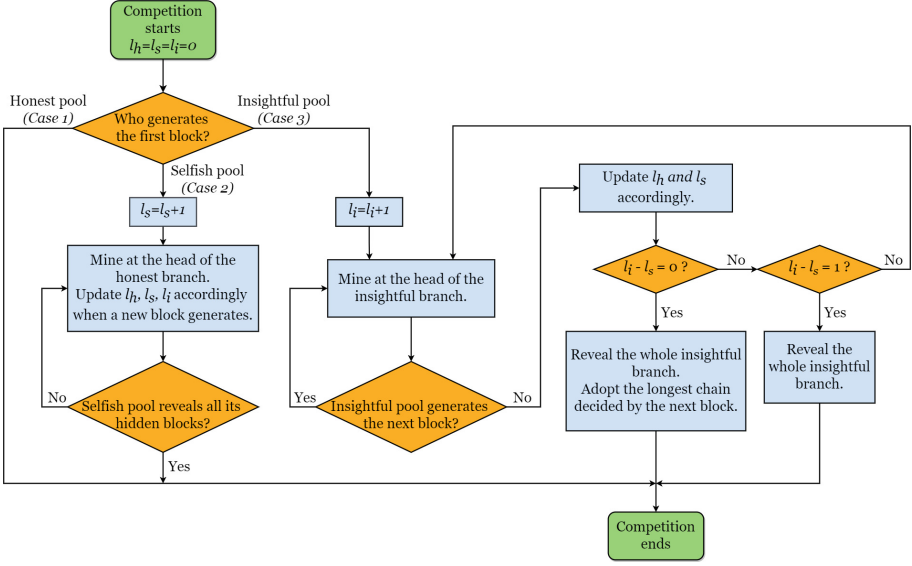 Competition
starts
lh=ls=li=0
Honest pool
(Case 1)
Who generates
the first block?
Insightful pool
(Case 3)
Selfish pool
(Case 2)
ls=ls+1
li=li+1
Update lh and ls
accordingly.
Mine at the head of the
honest branch.
Update lh, ls, li accordingly
when a new block generates.
Mine at the head of the
insightful branch.
li - ls = 0 ?
No
li - ls = 1 ?
No
Yes
Yes
Reveal the whole insightful
branch.
Adopt the longest chain
decided by the next block.
Reveal the
whole insightful
branch.
No
Selfish pool reveals all its
hidden blocks?
Yes
Insightful pool generates
the next block?
No
Yes
Competition
ends